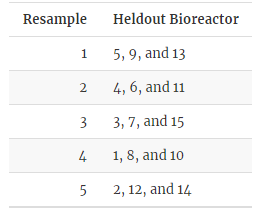 Resample Heldout Bioreactor
1 5, 9, and 13
2 4, 6, and 11
3 3, 7, and 15
4 1, 8, and 10
5 2, 12, and 14